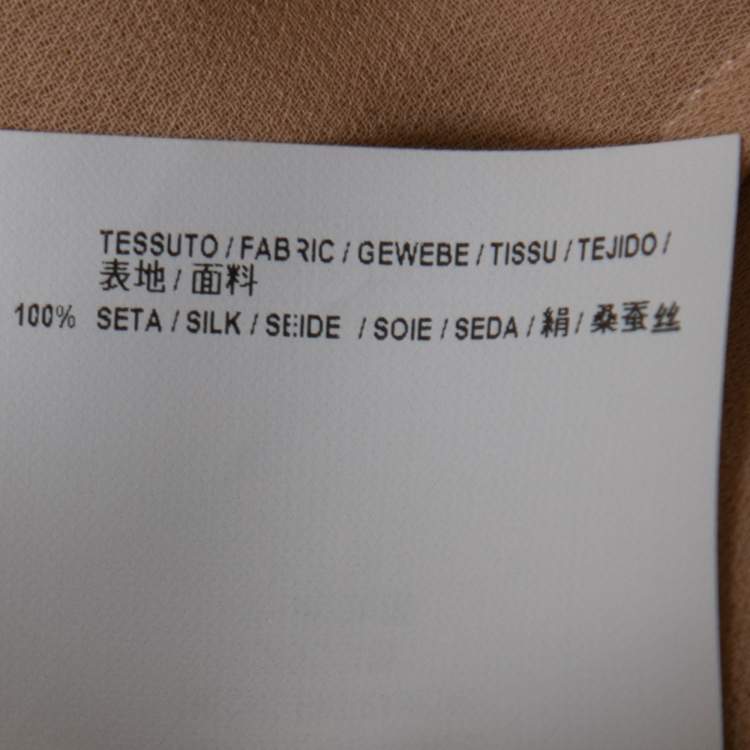 TESSUTO / FABRIC / GEWEBE / TISSU / TEJIDO /
表地 / 面料
100% SETA / SILK / SEIDE / SOIE / SEDA / 絹 / 桑蚕丝